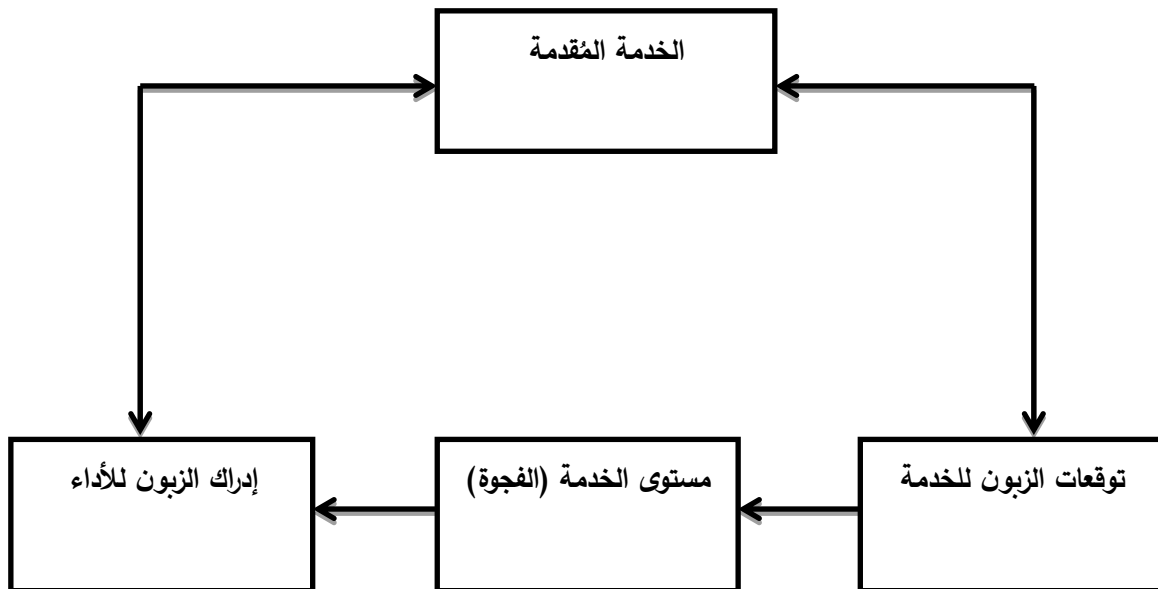 الخدمة المُقدمة
توقعات الزبون للخدمة
مستوى الخدمة (الفجوة)
إدراك الزبون للأداء